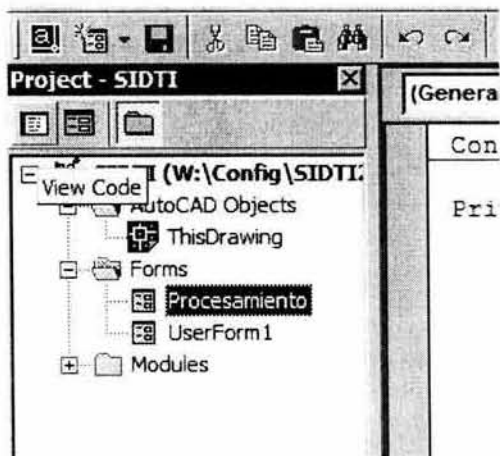 Project - SIDTI
(Genera
I (W:\Config\SIDTI
View Code
Con
AutoCAD Objects
ThisDrawing
Pri
Forms
Procesamiento
UserForm1
Modules